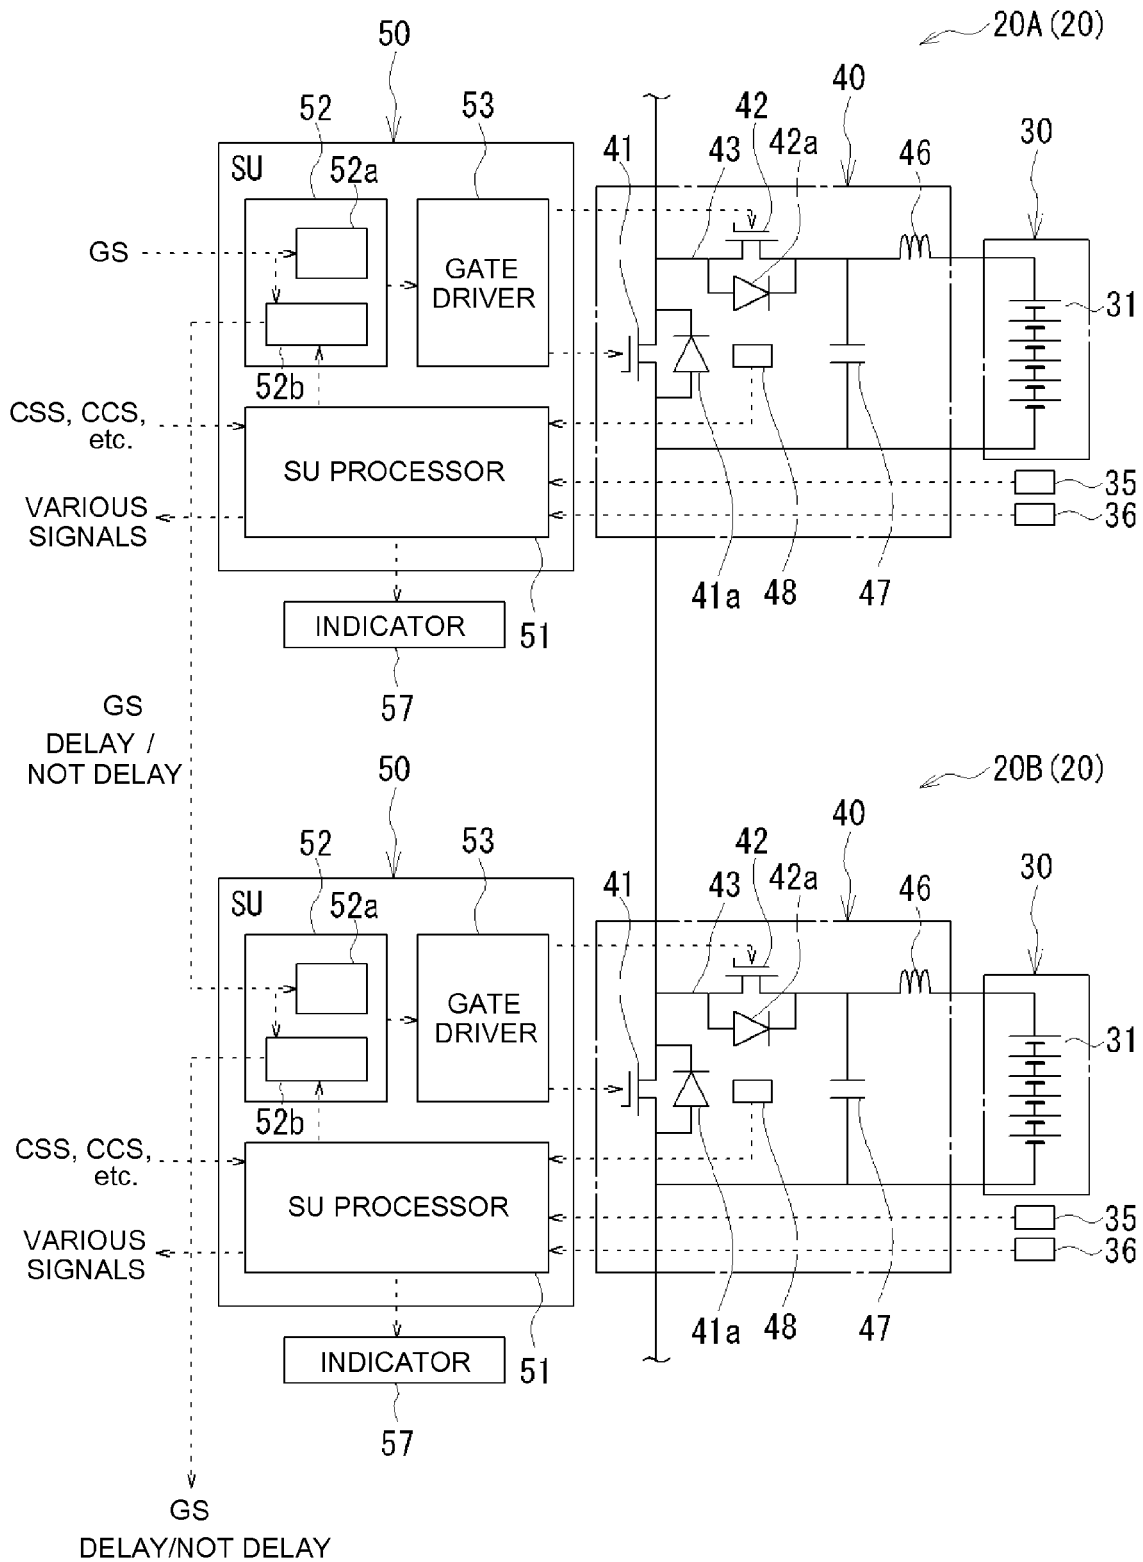 20A(20)
50
40
52
53
42
41
43
42a
46
30
SU
52a
GS
GATE
DRIVER
31
52b
CSS, CCS,
etc.
SU PROCESSOR
35
VARIOUS
SIGNALS
36
41a
48
47
INDICATOR
51
57
GS
DELAY /
NOT DELAY
20B(20)
50
40
52
53
42
41
43
42a
46
30
SU
52a
GATE
DRIVER
31
52b
CSS, CCS,
etc.
SU PROCESSOR
35
VARIOUS
SIGNALS
36
41a
48
47
INDICATOR
51
57
GS
DELAY/NOT DELAY